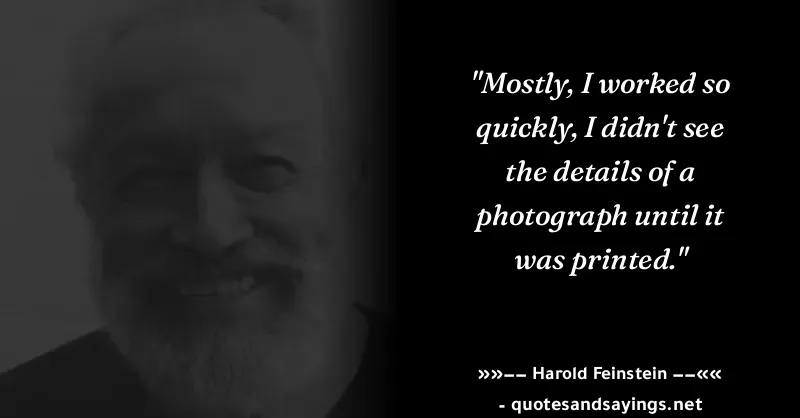 "Mostly, I worked so
quickly, I didn't see
the details of a
photograph until it
was printed."
»»−− Harold Feinstein −−««
- quotesandsayings.net